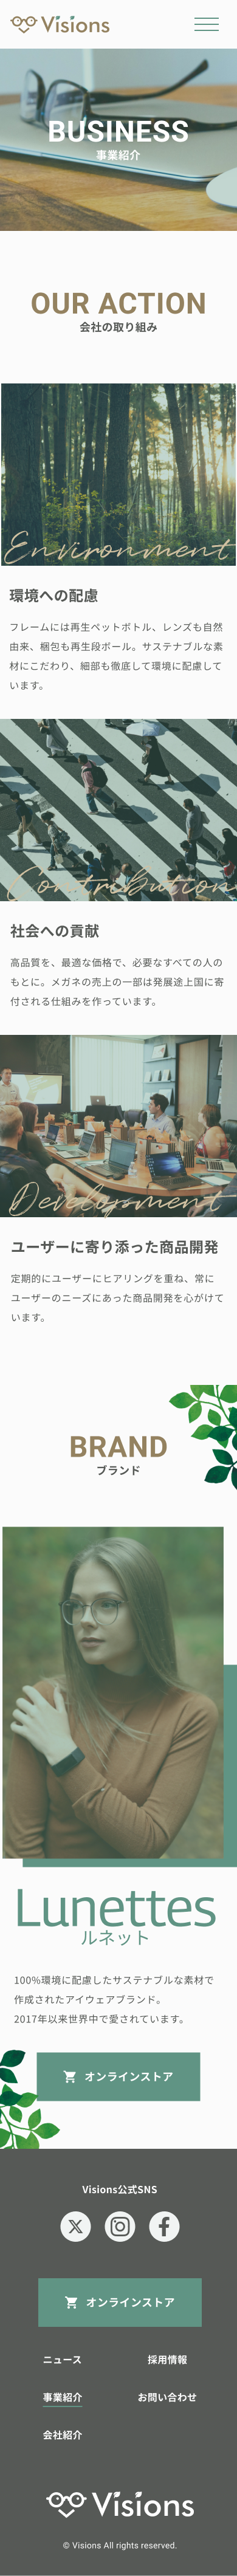 Visions
BUSINESS
事業紹介
OUR ACTION
会社の取り組み
Environment
環境への配慮
フレームには再生ペットボトル、レンズも自然
由来、梱包も再生段ボール。サステナブルな素
材にこだわり、細部も徹底して環境に配慮して
います。
Contribution
社会への貢献
高品質を、最適な価格で、必要なすべての人の
もとに。メガネの売上の一部は発展途上国に寄
付される仕組みを作っています。
Development
ユーザーに寄り添った商品開発
定期的にユーザーにヒアリングを重ね、常に
ユーザーのニーズにあった商品開発を心がけて
います。
BRAND
ブランド
Lunettes
ルネット
100%環境に配慮したサステナブルな素材で
作成されたアイウェアブランド。
2017年以来世界中で愛されています。
オンラインストア
Visions公式SNS
オンラインストア
ニュース 採用情報
事業紹介 お問い合わせ
会社紹介
Visions
© Visions All rights reserved.